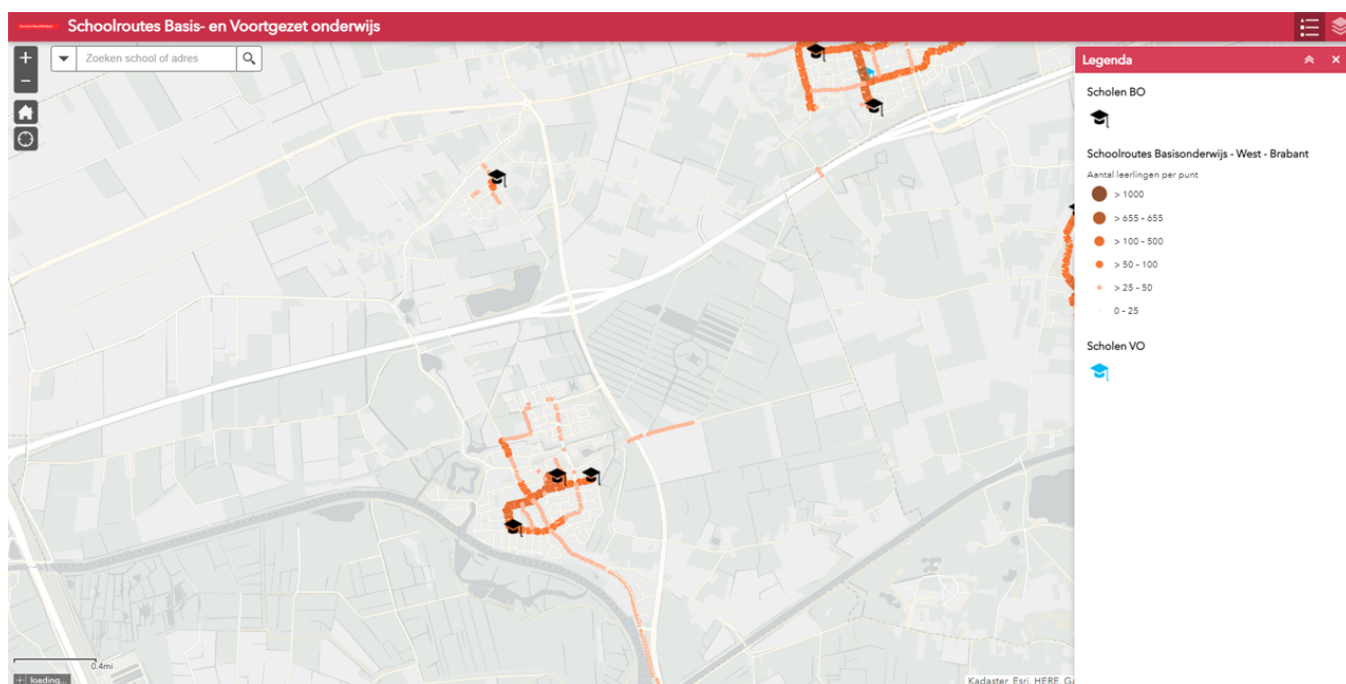 Schoolroutes Basis- en Voortgezet onderwijs
Zoeken school of adres
Legenda
Scholen BO
Schoolroutes Basisonderwijs - West - Brabant
Aantal leerlingen per punt
> 1000
> 655 - 655
> 100 - 500
> 50 - 100
> 25 - 50
0 - 25
Scholen VO
0.4mi
loading...
Kadaster, Esri, HERE, Ga